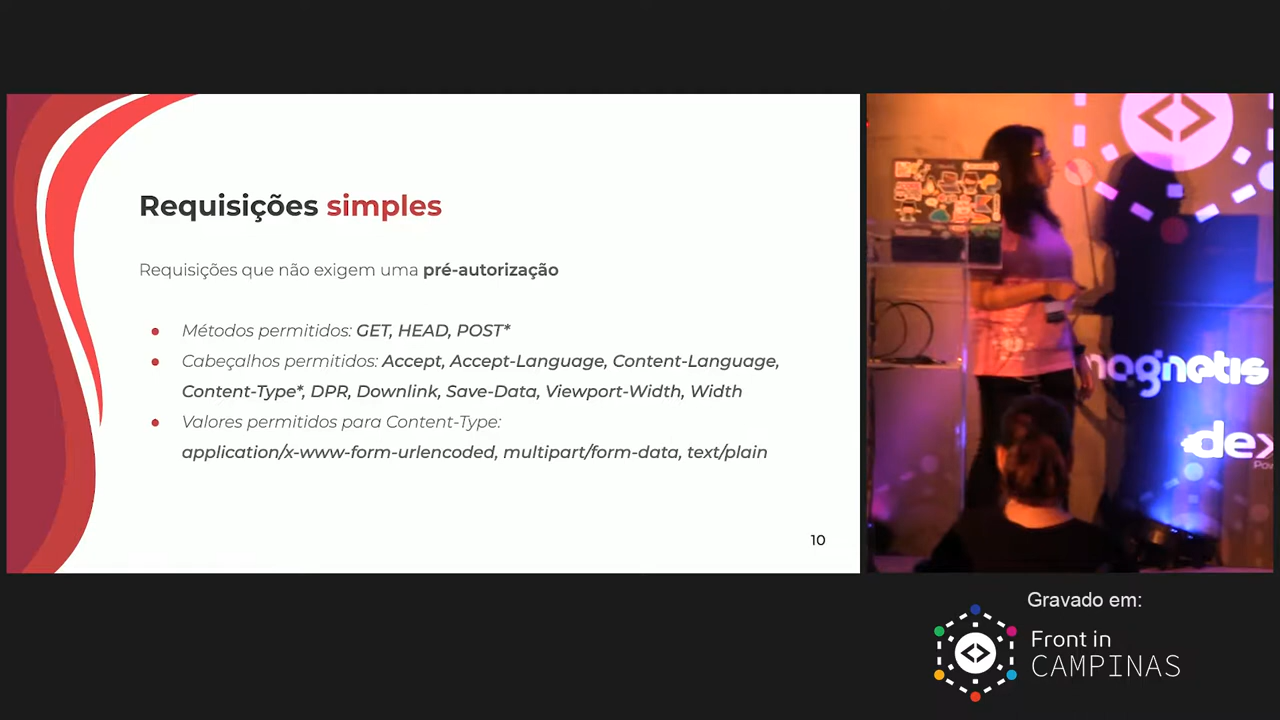 Requisições simples
Requisições que não exigem uma pré-autorização
● Métodos permitidos: GET, HEAD, POST*
● Cabeçalhos permitidos: Accept, Accept-Language, Content-Language,
Content-Type*, DPR, Downlink, Save-Data, Viewport-Width, Width
● Valores permitidos para Content-Type:
application/x-www-form-urlencoded, multipart/form-data, text/plain
10
magnetis
dex
Gravado em:
Front in
CAMPINAS